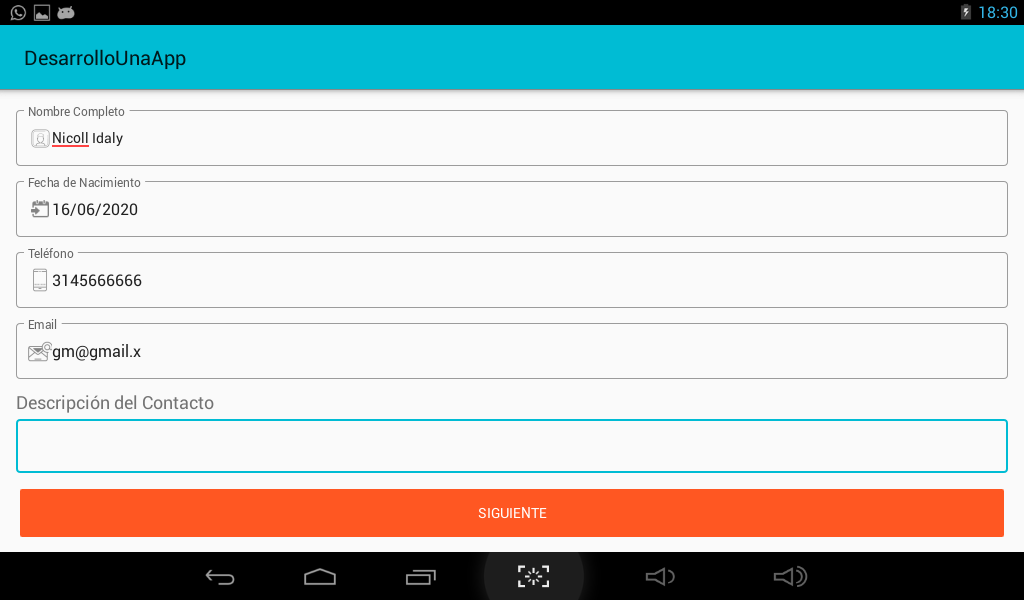 18:30
DesarrolloUnaApp
Nombre Completo
Nicoll Idaly
Fecha de Nacimiento
16/06/2020
Teléfono
3145666666
Email
gm@gmail.x
Descripción del Contacto
SIGUIENTE